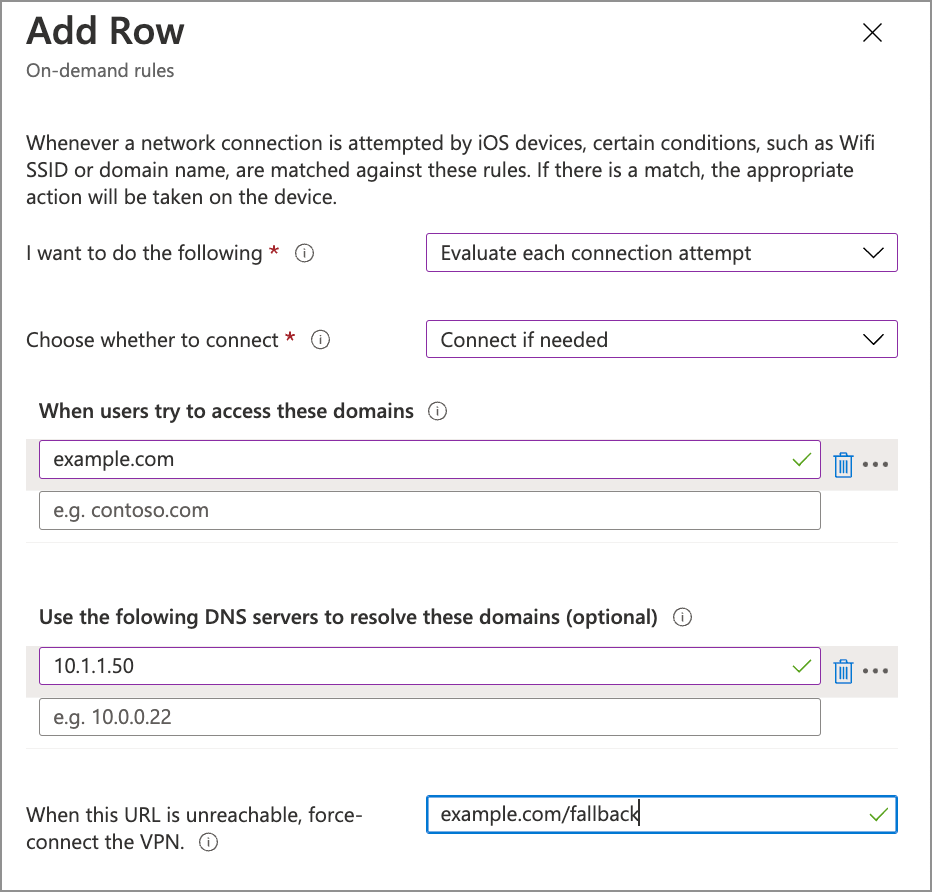 Add Row
On-demand rules
Whenever a network connection is attempted by iOS devices, certain conditions, such as Wifi
SSID or domain name, are matched against these rules. If there is a match, the appropriate
action will be taken on the device.
I want to do the following *
Evaluate each connection attempt
Choose whether to connect *
Connect if needed
When users try to access these domains
example.com
e.g. contoso.com
Use the folowing DNS servers to resolve these domains (optional)
10.1.1.50
e.g. 10.0.0.22
When this URL is unreachable, force-
connect the VPN.
example.com/fallback